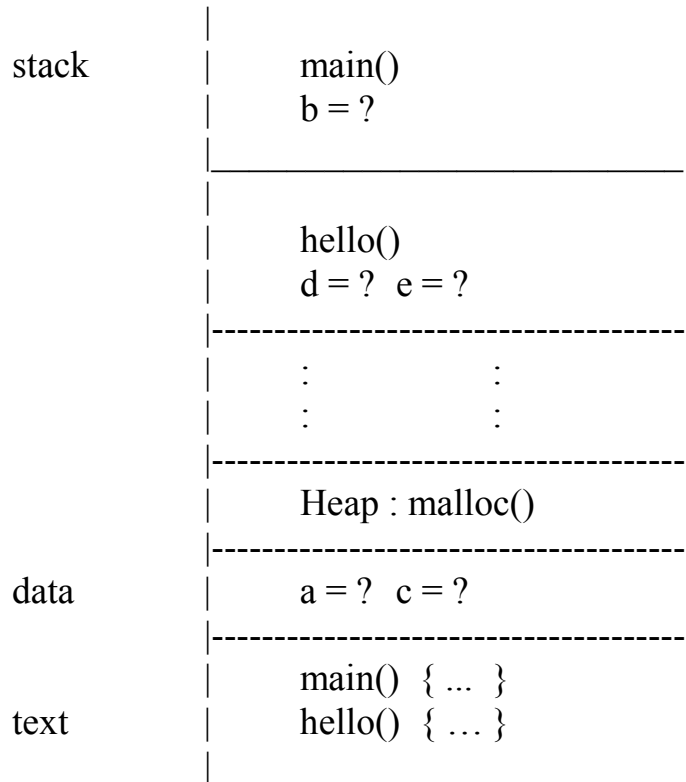 stack main()
b = ?
hello()
d = ? e = ?
: :
: :
Heap : malloc()
data a = ? c = ?
main() { ... }
text hello() { ... }